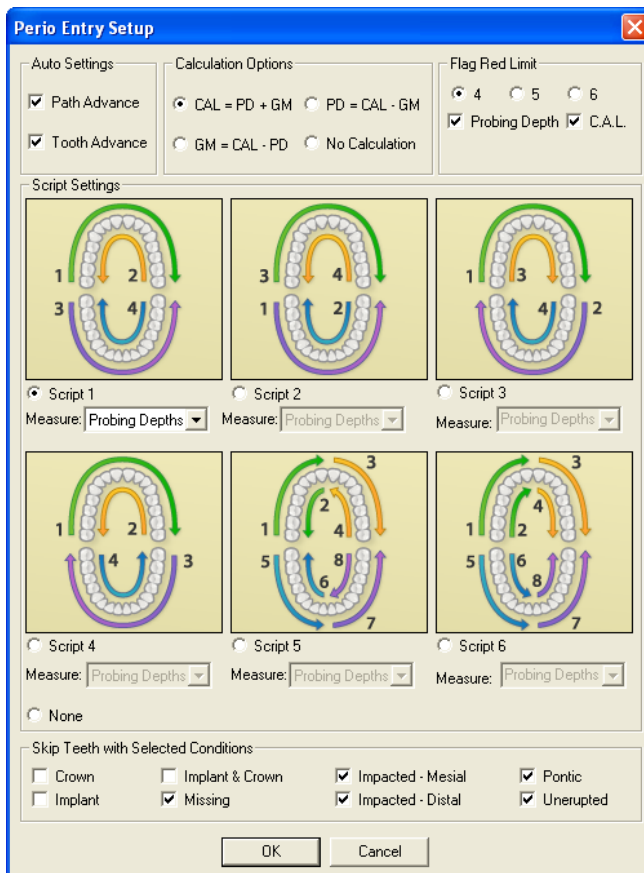 Perio Entry Setup
Auto Settings
Path Advance
Tooth Advance
Calculation Options
CAL = PD + GM
PD = CAL - GM
GM = CAL - PD
No Calculation
Flag Red Limit
4 5 6
Probing Depth C.A.L.
Script Settings
1 2
3 4
Script 1
Measure: Probing Depths
3 4
1 2
Script 2
Measure: Probing Depths
1 3
4 2
Script 3
Measure: Probing Depths
1 2
4 3
Script 4
Measure: Probing Depths
3
1 2 4
5 8
6
7
Script 5
Measure: Probing Depths
3
4
1 2
5 6
8
7
Script 6
Measure: Probing Depths
None
Skip Teeth with Selected Conditions
Crown Implant & Crown Impacted - Mesial Pontic
Implant Missing Impacted - Distal Unerupted
OK Cancel